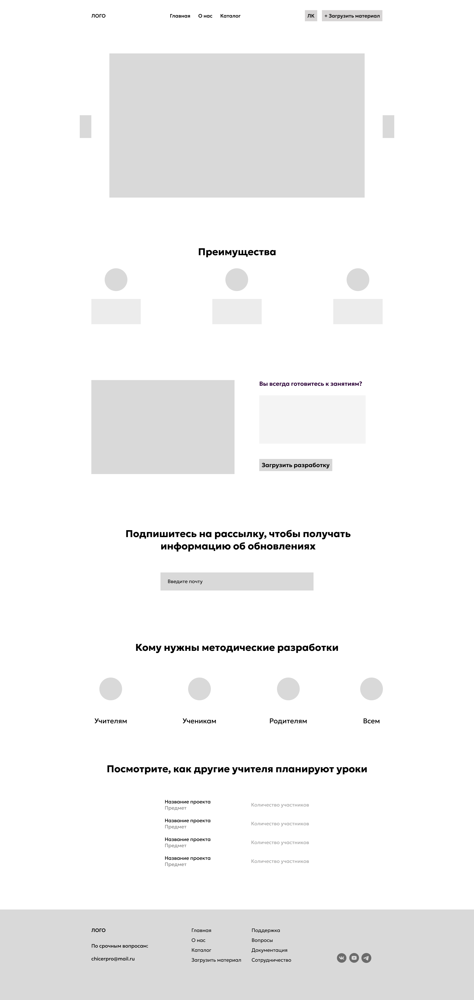 ЛОГО
Главная
О нас
Каталог
ЛК
+ Загрузить материал
Преимущества
Вы всегда готовитесь к занятиям?
Загрузить разработку
Подпишитесь на рассылку, чтобы получать
информацию об обновлениях
Введите почту
Кому нужны методические разработки
Учителям
Ученикам
Родителям
Всем
Посмотрите, как другие учителя планируют уроки
Название проекта
Предмет
Количество участников
Название проекта
Предмет
Количество участников
Название проекта
Предмет
Количество участников
Название проекта
Предмет
Количество участников
ЛОГО
По срочным вопросам:
chicerpro@mail.ru
Главная
О нас
Каталог
Загрузить материал
Поддержка
Вопросы
Документация
Сотрудничество